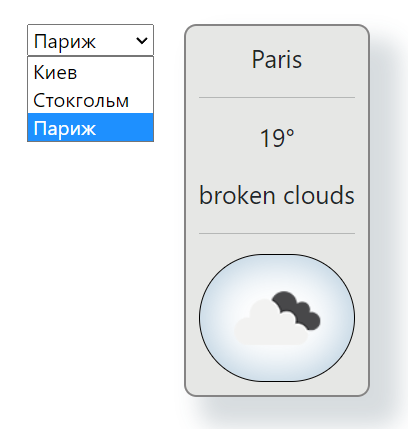 Париж
Киев
Стокгольм
Париж
Paris
19°
broken clouds